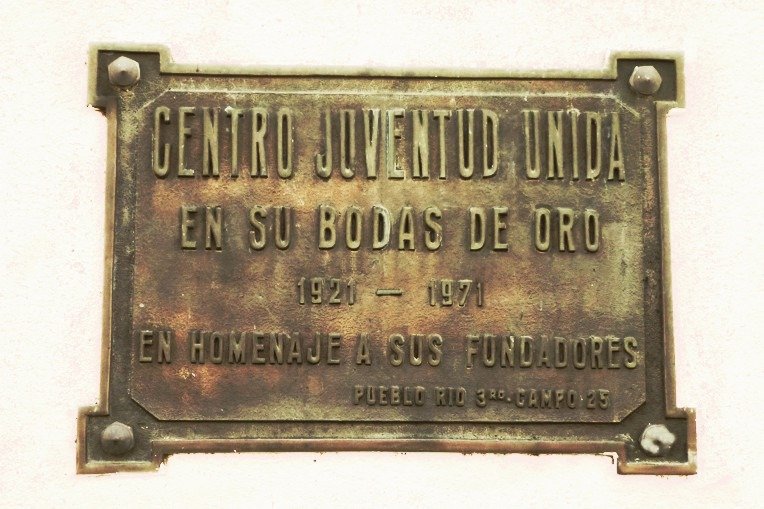 CENTRO JUVENTUD UNIDA
EN SU BODAS DE ORO
1921 — 1971
EN HOMENAJE A SUS FUNDADORES
PUEBLO RIO 3RO. CAMPO 25